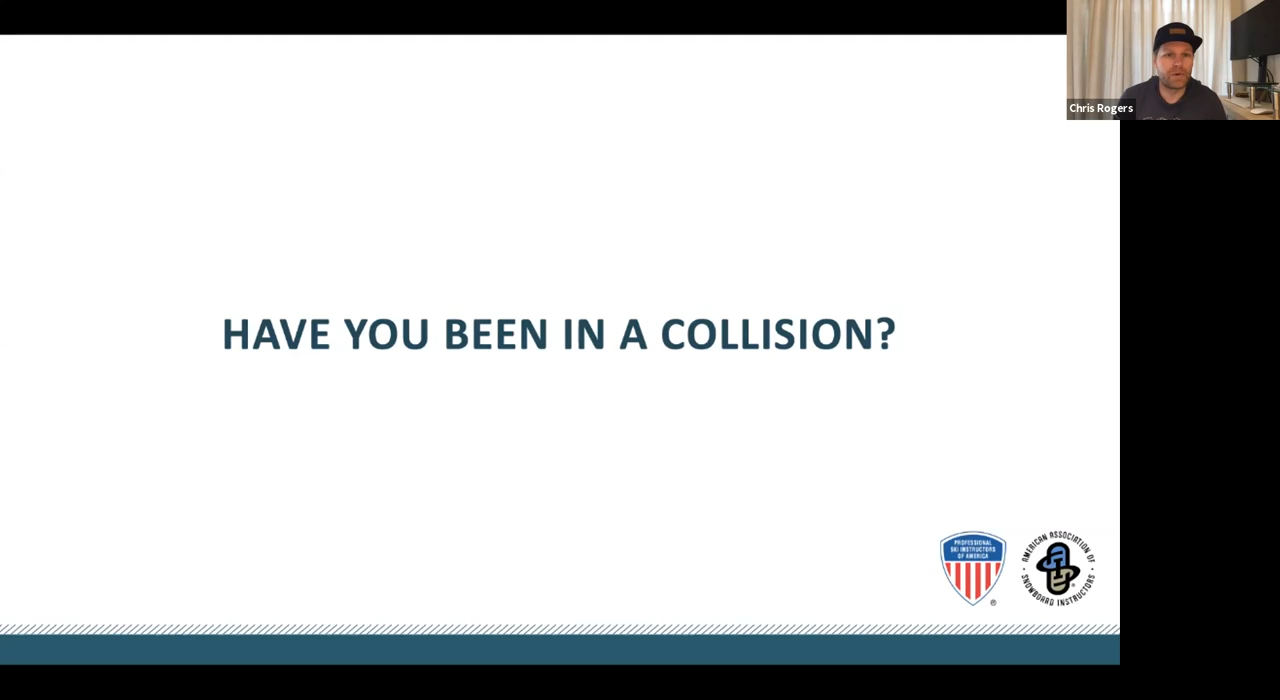 Chris Rogers
HAVE YOU BEEN IN A COLLISION?
PROFESSIONAL
SKI INSTRUCTORS
OF AMERICA
®
AMERICAN ASSOCIATION OF
SNOWBOARD INSTRUCTORS